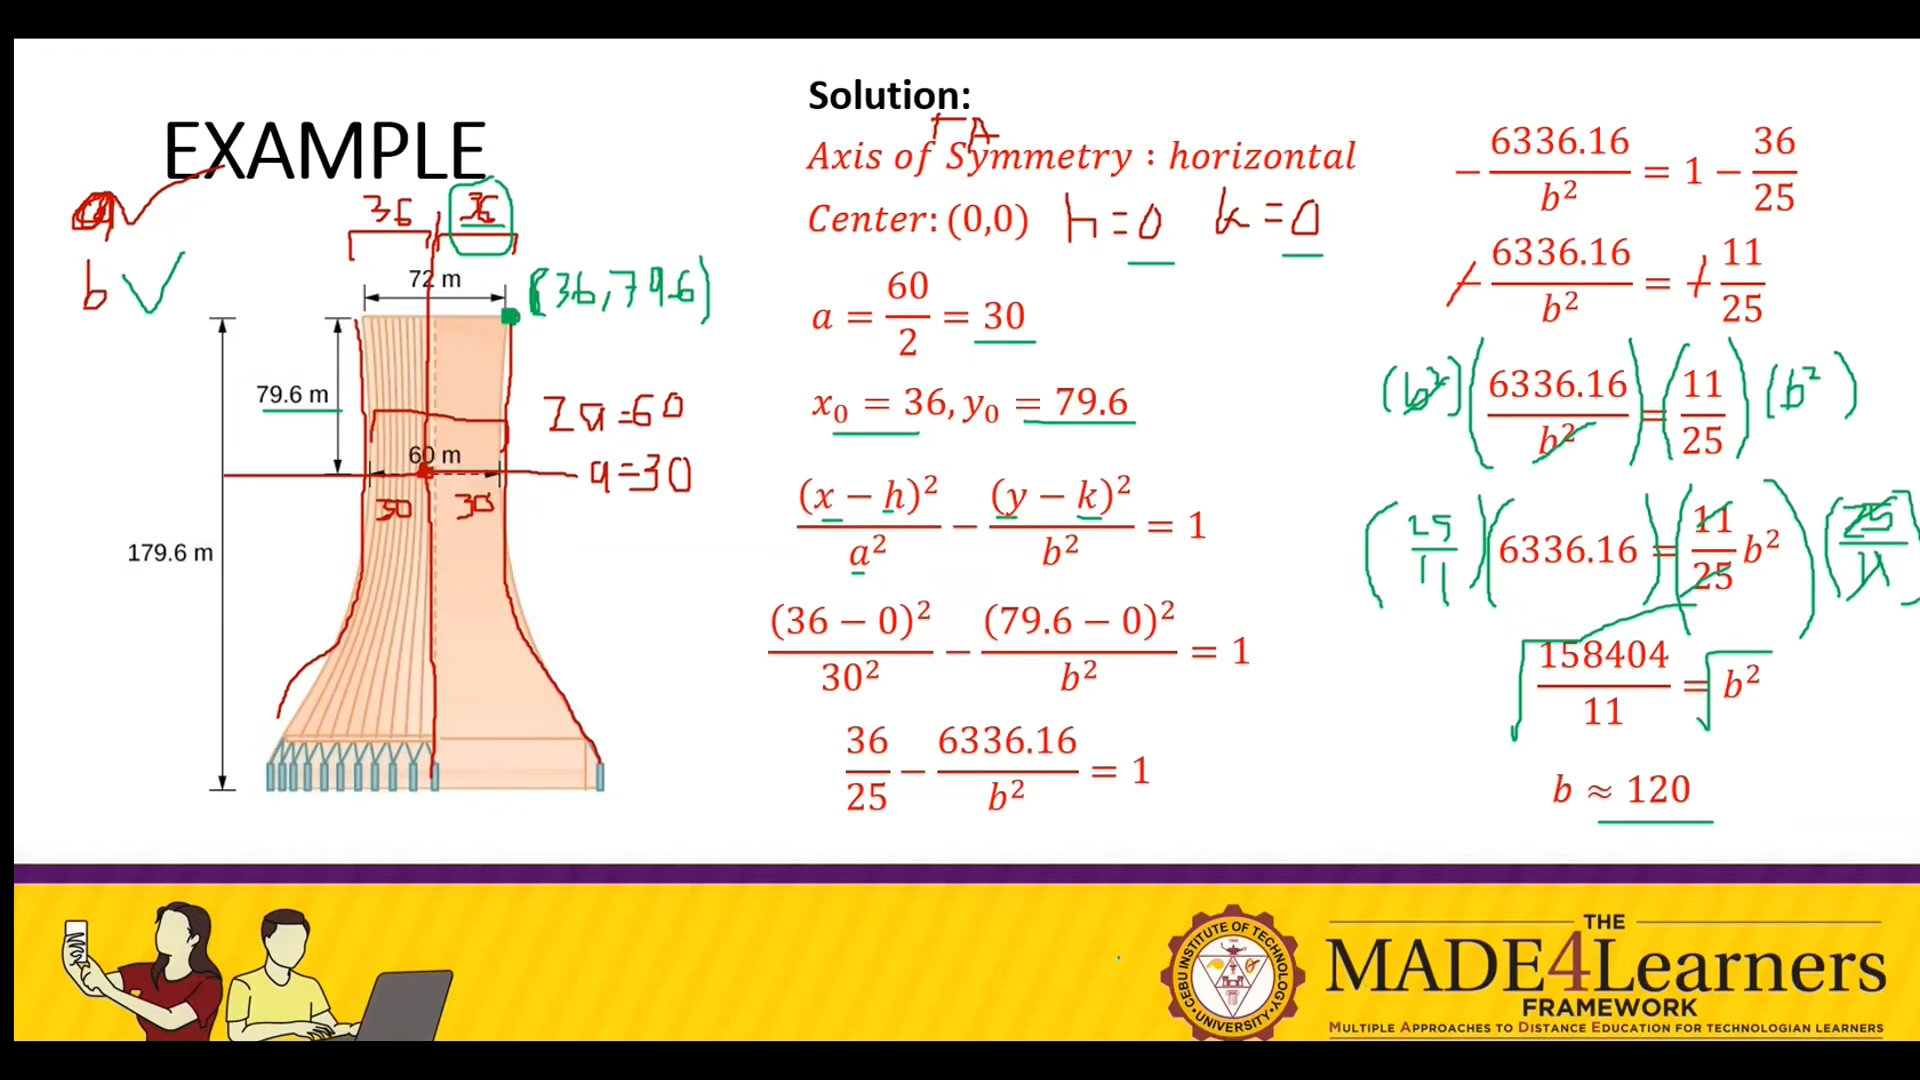 EXAMPLE
a
b
36 36
72 m
(36,79.6)
79.6 m
2a=60
60 m
a=30
30 30
179.6 m
Solution:
TA
Axis of Symmetry : horizontal
Center: (0,0) h=0 k=0
a = 60/2 = 30
x₀ = 36, y₀ = 79.6
(x − h)²/a² − (y − k)²/b² = 1
(36 − 0)²/30² − (79.6 − 0)²/b² = 1
36/25 − 6336.16/b² = 1
− 6336.16/b² = 1 − 36/25
− 6336.16/b² = − 11/25
(b²)(6336.16/b²) = (11/25)(b²)
(25/11)(6336.16) = (11/25 b²)(25/11)
√158404/11 = √b²
b ≈ 120
CEBU INSTITUTE OF TECHNOLOGY
• UNIVERSITY •
THE
MADE4Learners
FRAMEWORK
MULTIPLE APPROACHES TO DISTANCE EDUCATION FOR TECHNOLOGIAN LEARNERS